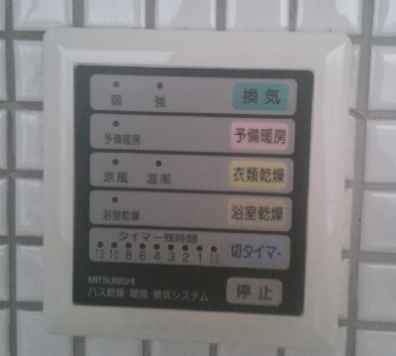 弱 強 換気
予備暖房 予備暖房
涼風 温風 衣類乾燥
浴室乾燥 浴室乾燥
タイマー残時間
12 10 8 6 4 3 2 1 0.5 切タイマー
MITSUBISHI
バス乾燥・暖房・換気システム 停止